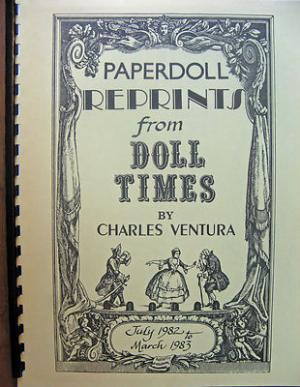 PAPERDOLL
REPRINTS
from
DOLL
TIMES
BY
CHARLES VENTURA
July 1982 to
March 1983